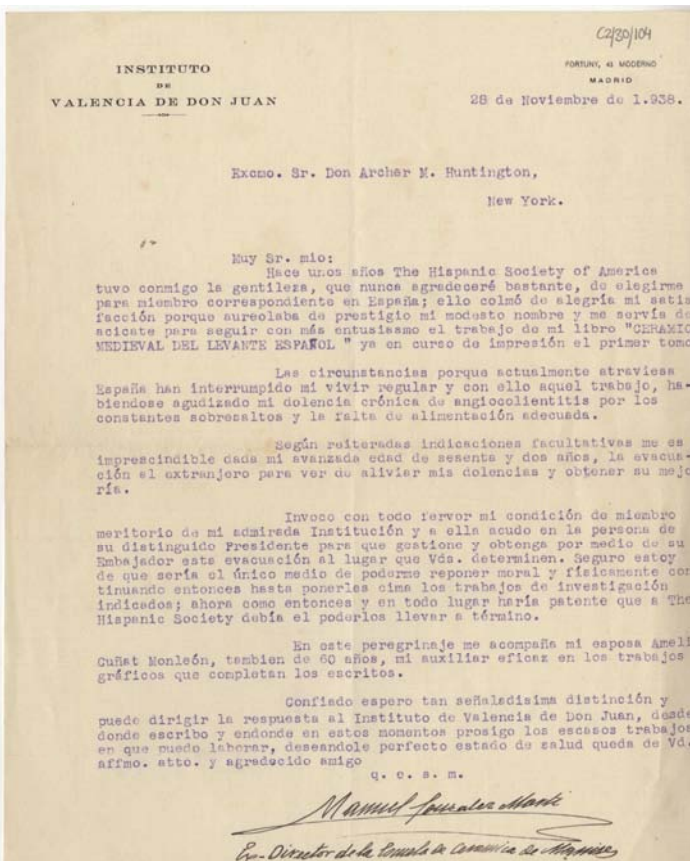 C2/30/104
INSTITUTO
DE
VALENCIA DE DON JUAN
FORTUNY, 43 MODERNO
MADRID
28 de Noviembre de 1.938.
Excmo. Sr. Don Archer M. Huntington,
New York.
Muy Sr. mio:
Hace unos años The Hispanic Society of America
tuvo conmigo la gentileza, que nunca agradeceré bastante, de elegirme
para miembro correspondiente en España; ello colmó de alegría mi satis
facción porque aureolaba de prestigio mi modesto nombre y me servía de
acicate para seguir con más entusiasmo el trabajo de mi libro "CERAMIC
MEDIEVAL DEL LEVANTE ESPAÑOL " ya en curso de impresión el primer tomo
Las circunstancias porque actualmente atraviesa
España han interrumpido mi vivir regular y con ello aquel trabajo, ha-
biendose agudizado mi dolencia crónica de angiocolientitis por los
constantes sobresaltos y la falta de alimentación adecuada.
Según reiteradas indicaciones facultativas me es
imprescindible dada mi avanzada edad de sesenta y dos años, la evacua-
ción al extranjero para ver de aliviar mis dolencias y obtener su mejo
ría.
Invoco con todo fervor mi condición de miembro
meritorio de mi admirada Institución y a ella acudo en la persona de
su distinguido Presidente para que gestione y obtenga por medio de su
Embajador esta evacuación al lugar que Vds. determinen. Seguro estoy
de que sería el único medio de poderme reponer moral y físicamente con
tinuando entonces hasta ponerles cima los trabajos de investigación
indicados; ahora como entonces y en todo lugar haría patente que a The
Hispanic Society debía el poderlos llevar a término.
En este peregrinaje me acompaña mi esposa Ameli
Cuñat Monleón, tambien de 60 años, mi auxiliar eficaz en los trabajos
gráficos que completan los escritos.
Confiado espero tan señaladisima distinción y
puede dirigir la respuesta al Instituto de Valencia de Don Juan, desde
donde escribo y endonde en estos momentos prosigo los escasos trabajos
en que puedo laborar, deseandole perfecto estado de salud queda de Vd.
affmo. atto. y agradecido amigo
q. e. s. m.
Manuel Gonzalez Marti
Ex-Director de la Escuela de Ceramica de Manises